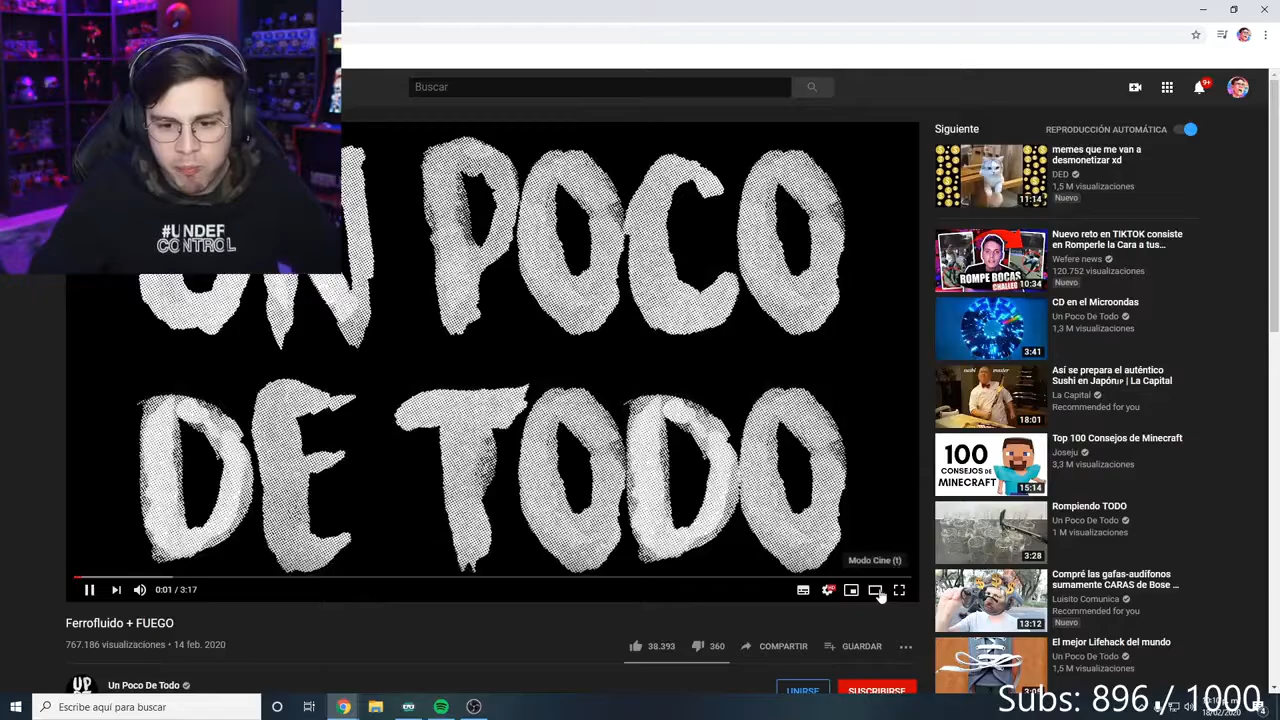 Buscar
9+
#UNDER
CONTROL
UN POCO
DE TODO
Modo Cine (t)
0:01 / 3:17
Ferrofluido + FUEGO
767.186 visualizaciones • 14 feb. 2020
38.393
360
COMPARTIR
GUARDAR
Un Poco De Todo
UNIRSE
SUSCRIBIRSE
Siguiente
REPRODUCCIÓN AUTOMÁTICA
11:14
memes que me van a
desmonetizar xd
DED
1,5 M visualizaciones
Nuevo
ROMPE BOCAS
10:34
Nuevo reto en TIKTOK consiste
en Romperle la Cara a tus...
Wefere news
120.752 visualizaciones
Nuevo
3:41
CD en el Microondas
Un Poco De Todo
1,3 M visualizaciones
sushi master
18:01
Así se prepara el auténtico
Sushi en Japón🇯🇵 | La Capital
La Capital
Recommended for you
100
CONSEJOS DE
MINECRAFT
15:14
Top 100 Consejos de Minecraft
Joseju
3,3 M visualizaciones
3:28
Rompiendo TODO
Un Poco De Todo
1 M visualizaciones
13:12
Compré las gafas-audífonos
sumamente CARAS de Bose ...
Luisito Comunica
Recommended for you
Nuevo
El mejor Lifehack del mundo
Un Poco De Todo
1,5 M visualizaciones
Subs: 896 / 1000
Escribe aquí para buscar
18/02/2020